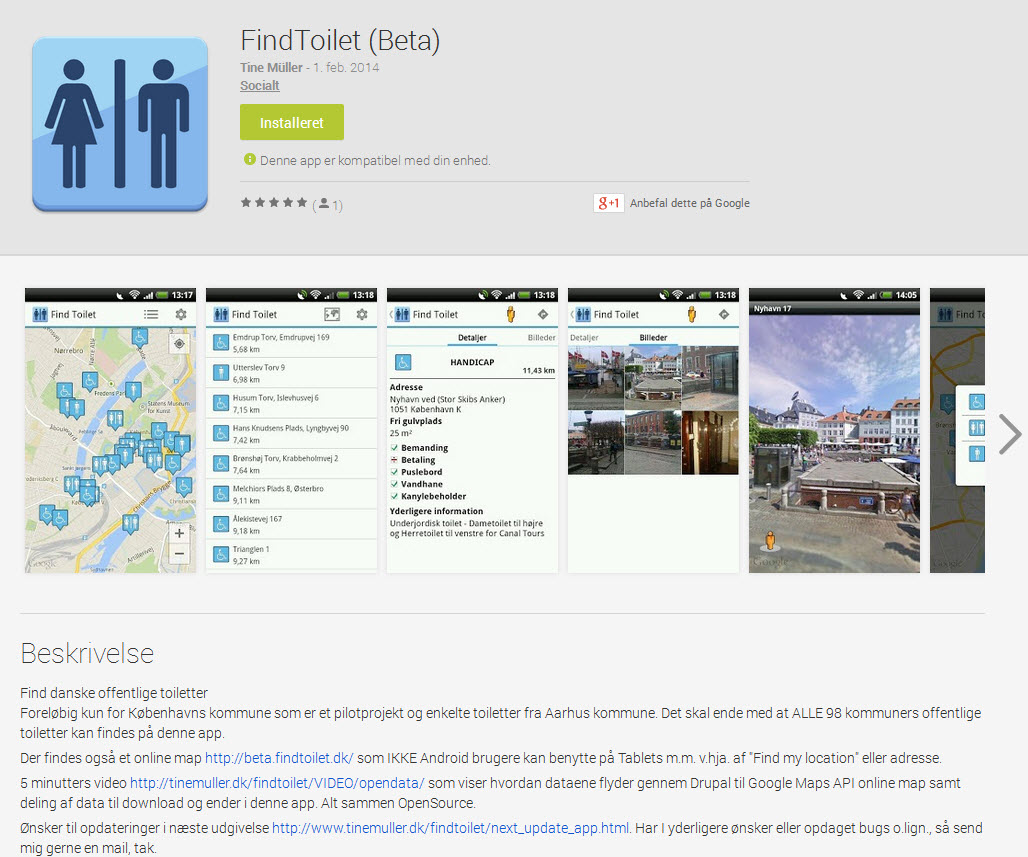 FindToilet (Beta)
Tine Müller - 1. feb. 2014
Socialt
Installeret
Denne app er kompatibel med din enhed.
( 1)
g+1 Anbefal dette på Google
13:17
Find Toilet
Nørrebro
Statens Museum
for Kunst
13:18
Find Toilet
Emdrup Torv, Emdrupvej 169
5,68 km
Utterslev Torv 9
6,98 km
Husum Torv, Islevhusvej 6
7,15 km
Hans Knudsens Plads, Lyngbyvej 90
7,42 km
Brønshøj Torv, Krabbeholmvej 2
7,64 km
Melchiors Plads 8, Østerbro
9,11 km
Ålekistevej 167
9,18 km
Trianglen 1
9,27 km
13:18
Find Toilet
Detaljer Billeder
HANDICAP
11,43 km
Adresse
Nyhavn ved (Stor Skibs Anker)
1051 København K
Fri gulvplads
25 m²
Bemanding
Betaling
Puslebord
Vandhane
Kanylebeholder
Yderligere information
Underjordisk toilet - Dametoilet til højre
og Herretoilet til venstre for Canal Tours
13:18
Find Toilet
Detaljer Billeder
14:05
Nyhavn 17
Google
Find To
Google
Beskrivelse
Find danske offentlige toiletter
Foreløbig kun for Københavns kommune som er et pilotprojekt og enkelte toiletter fra Aarhus kommune. Det skal ende med at ALLE 98 kommuners offentlige
toiletter kan findes på denne app.
Der findes også et online map http://beta.findtoilet.dk/ som IKKE Android brugere kan benytte på Tablets m.m. v.hja. af "Find my location" eller adresse.
5 minutters video http://tinemuller.dk/findtoilet/VIDEO/opendata/ som viser hvordan dataene flyder gennem Drupal til Google Maps API online map samt
deling af data til download og ender i denne app. Alt sammen OpenSource.
Ønsker til opdateringer i næste udgivelse http://www.tinemuller.dk/findtoilet/next_update_app.html. Har I yderligere ønsker eller opdaget bugs o.lign., så send
mig gerne en mail, tak.